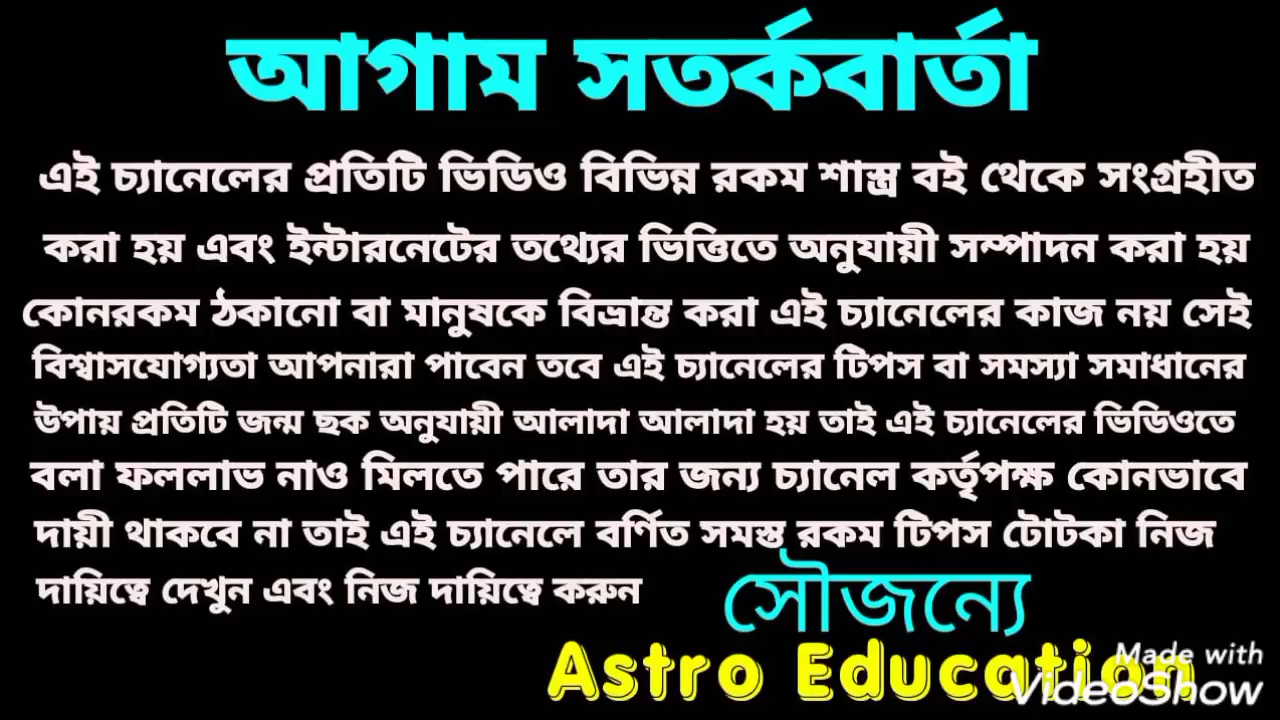 আগাম সতর্কবার্তা
এই চ্যানেলের প্রতিটি ভিডিও বিভিন্ন রকম শাস্ত্র বই থেকে সংগ্রহীত
করা হয় এবং ইন্টারনেটের তথ্যের ভিত্তিতে অনুযায়ী সম্পাদন করা হয়
কোনরকম ঠকানো বা মানুষকে বিভ্রান্ত করা এই চ্যানেলের কাজ নয় সেই
বিশ্বাসযোগ্যতা আপনারা পাবেন তবে এই চ্যানেলের টিপস বা সমস্যা সমাধানের
উপায় প্রতিটি জন্ম ছক অনুযায়ী আলাদা আলাদা হয় তাই এই চ্যানেলের ভিডিওতে
বলা ফললাভ নাও মিলতে পারে তার জন্য চ্যানেল কর্তৃপক্ষ কোনভাবে
দায়ী থাকবে না তাই এই চ্যানেলে বর্ণিত সমস্ত রকম টিপস টোটকা নিজ
দায়িত্বে দেখুন এবং নিজ দায়িত্বে করুন
সৌজন্যে
Astro Education
Made with
VideoShow